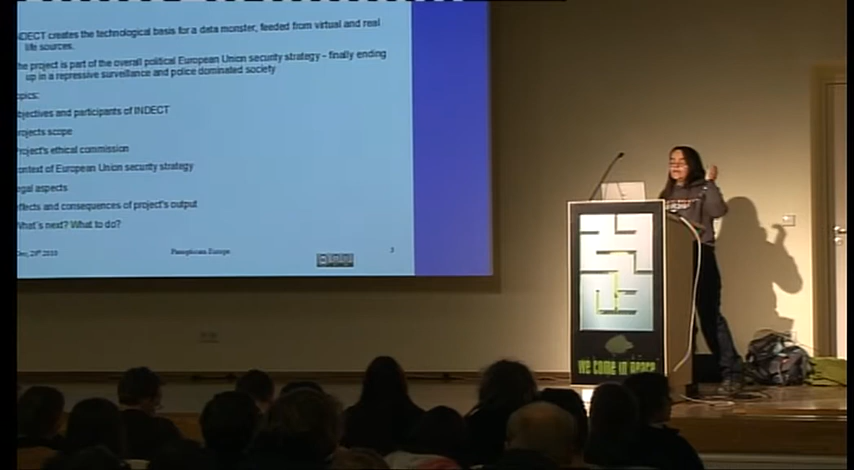 INDECT creates the technological basis for a data monster, feeded from virtual and real
life sources.
he project is part of the overall political European Union security strategy – finally ending
up in a repressive surveillance and police dominated society
opics:
bjectives and participants of INDECT
rojects scope
Project's ethical commission
ontext of European Union security strategy
egal aspects
ffects and consequences of project's output
What's next? What to do?
Dec, 29th 2010
Panopticum Europe
3
we come in peace